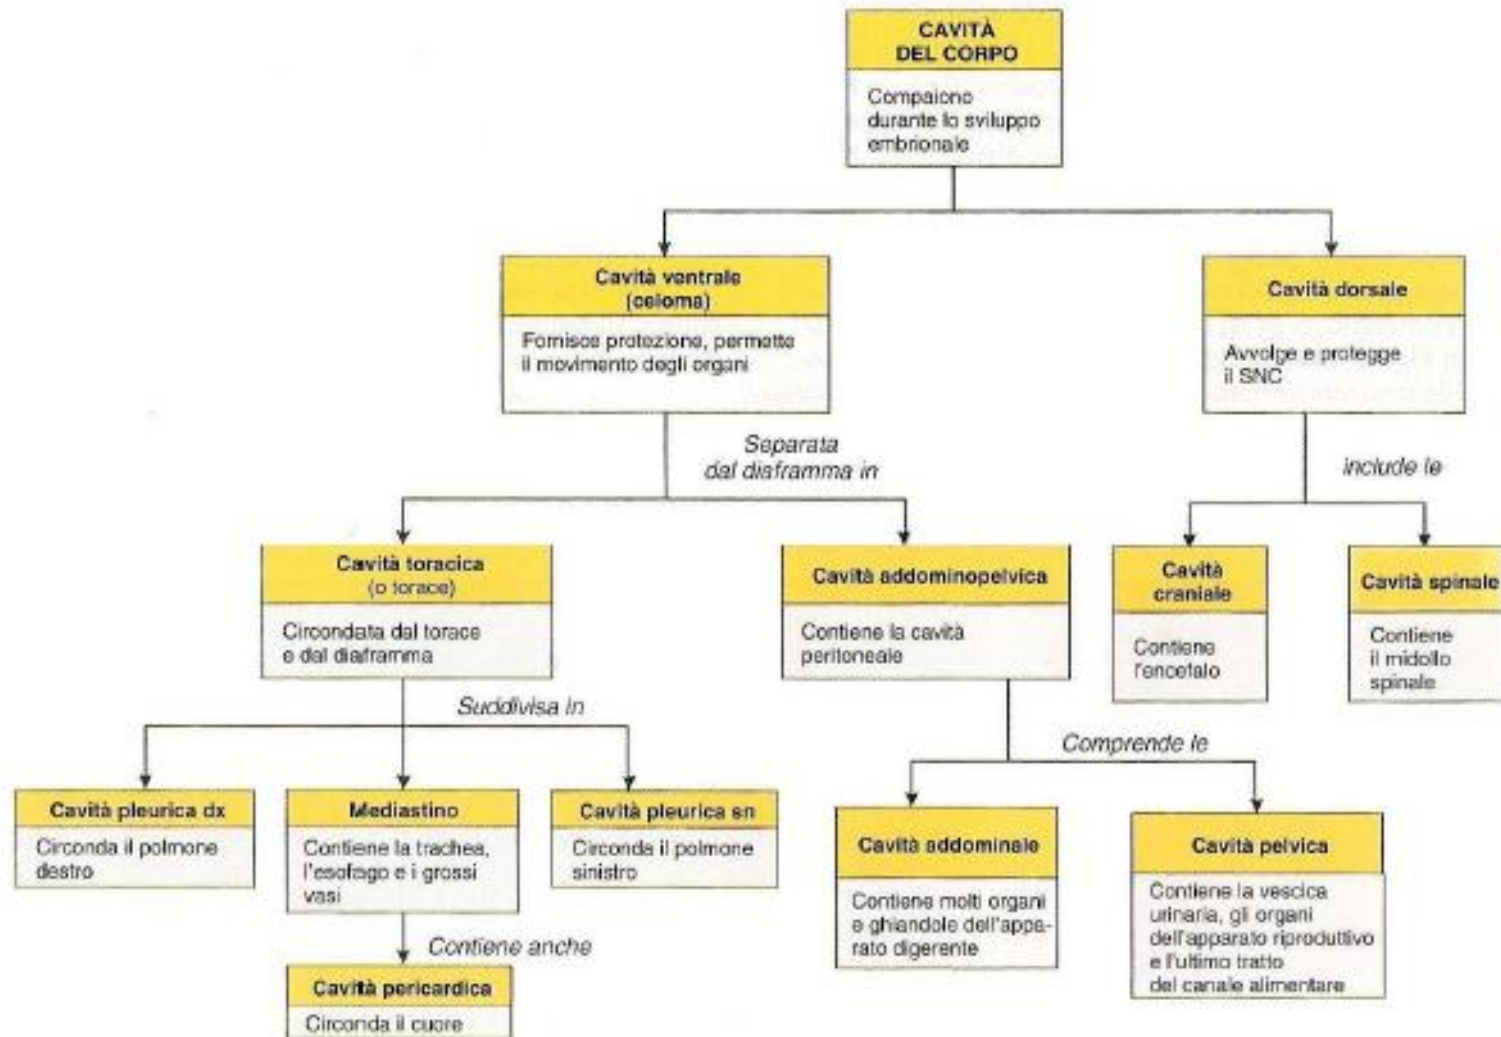 CAVITÀ
DEL CORPO
Compaiono
durante lo sviluppo
embrionale
Cavità ventrale
(celoma)
Fornisce protezione, permette
il movimento degli organi
Cavità dorsale
Avvolge e protegge
il SNC
Separata
dal diaframma in
include le
Cavità toracica
(o torace)
Circondata dal torace
e dal diaframma
Cavità addominopelvica
Contiene la cavità
peritoneale
Cavità
craniale
Contiene
l'encefalo
Cavità spinale
Contiene
il midollo
spinale
Suddivisa in
Comprende le
Cavità pleurica dx
Circonda il polmone
destro
Mediastino
Contiene la trachea,
l'esofago e i grossi
vasi
Cavità pleurica sn
Circonda il polmone
sinistro
Cavità addominale
Contiene molti organi
e ghiandole dell'appa-
rato digerente
Cavità pelvica
Contiene la vescica
urinaria, gli organi
dell'apparato riproduttivo
e l'ultimo tratto
del canale alimentare
Contiene anche
Cavità pericardica
Circonda il cuore